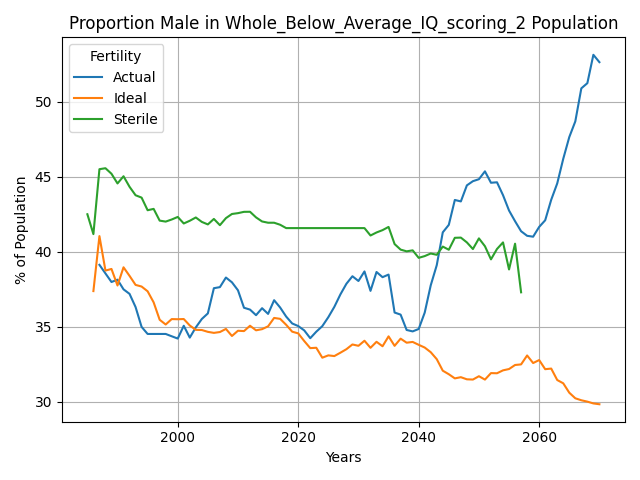 Proportion Male in Whole_Below_Average_IQ_scoring_2 Population
Fertility
Actual
Ideal
Sterile
% of Population
50
45
40
35
30
2000
2020
2040
2060
Years